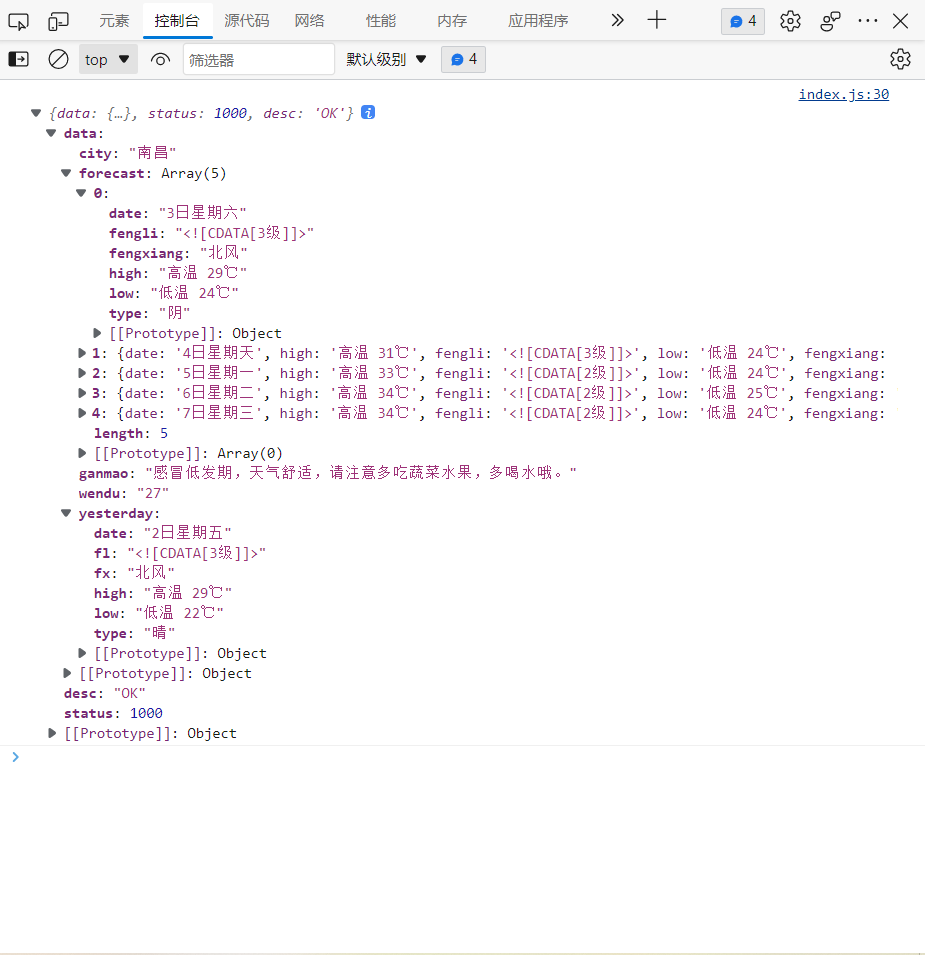 元素 控制台 源代码 网络 性能 内存 应用程序 4
top 筛选器 默认级别 4
index.js:30
{data: {…}, status: 1000, desc: 'OK'}
data:
city: "南昌"
forecast: Array(5)
0:
date: "3日星期六"
fengli: "<![CDATA[3级]]>"
fengxiang: "北风"
high: "高温 29℃"
low: "低温 24℃"
type: "阴"
[[Prototype]]: Object
1: {date: '4日星期天', high: '高温 31℃', fengli: '<![CDATA[3级]]>', low: '低温 24℃', fengxiang:
2: {date: '5日星期一', high: '高温 33℃', fengli: '<![CDATA[2级]]>', low: '低温 24℃', fengxiang:
3: {date: '6日星期二', high: '高温 34℃', fengli: '<![CDATA[2级]]>', low: '低温 25℃', fengxiang:
4: {date: '7日星期三', high: '高温 34℃', fengli: '<![CDATA[2级]]>', low: '低温 24℃', fengxiang:
length: 5
[[Prototype]]: Array(0)
ganmao: "感冒低发期，天气舒适，请注意多吃蔬菜水果，多喝水哦。"
wendu: "27"
yesterday:
date: "2日星期五"
fl: "<![CDATA[3级]]>"
fx: "北风"
high: "高温 29℃"
low: "低温 22℃"
type: "晴"
[[Prototype]]: Object
[[Prototype]]: Object
desc: "OK"
status: 1000
[[Prototype]]: Object